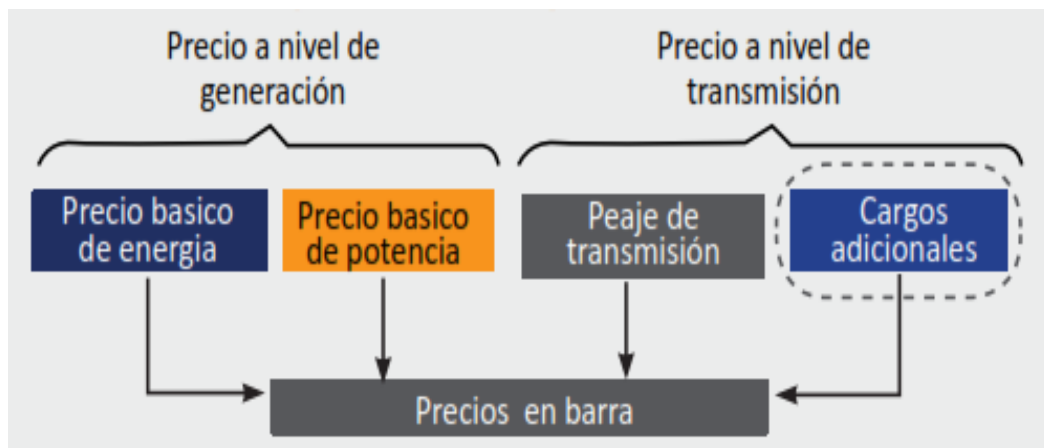 Precio a nivel de
generación
Precio a nivel de
transmisión
Precio basico
de energia
Precio basico
de potencia
Peaje de
transmisión
Cargos
adicionales
Precios en barra